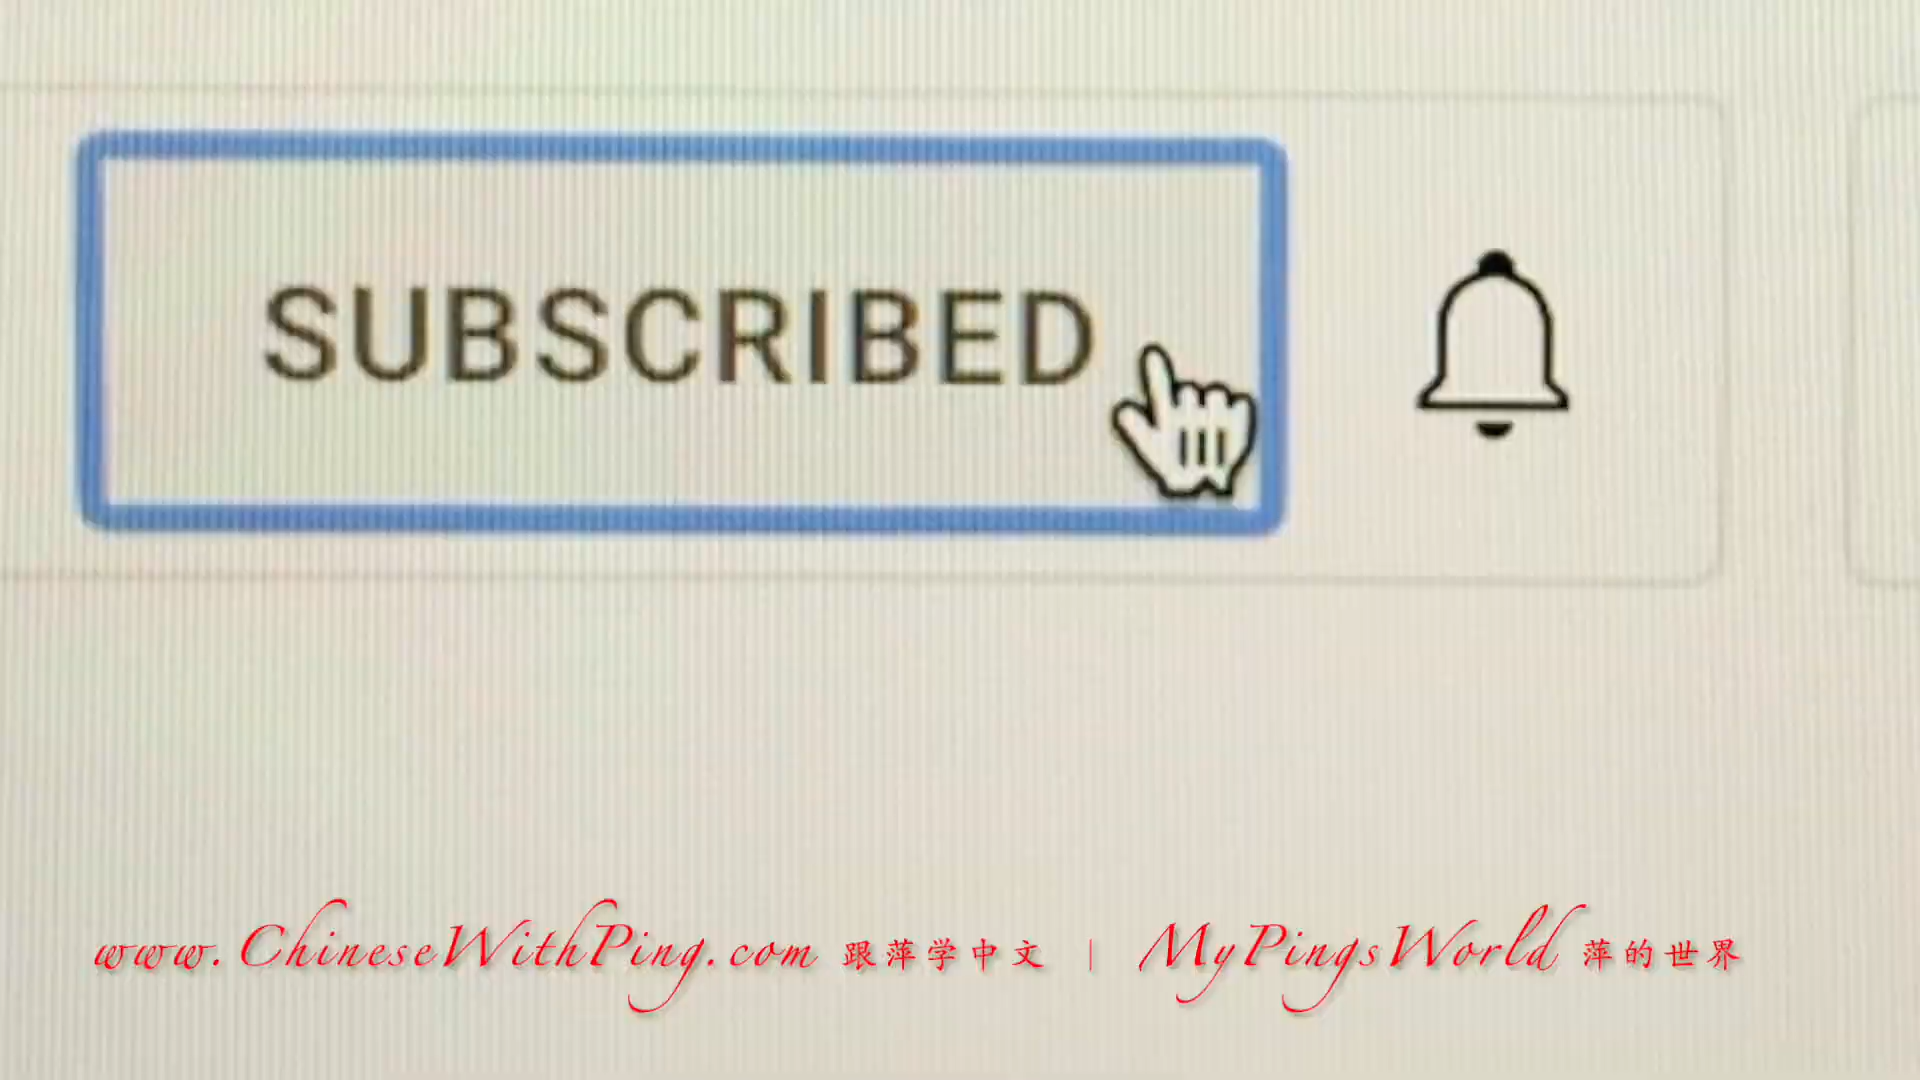 SUBSCRIBED
www.ChineseWithPing.com 跟萍学中文 | MyPingsWorld 萍的世界